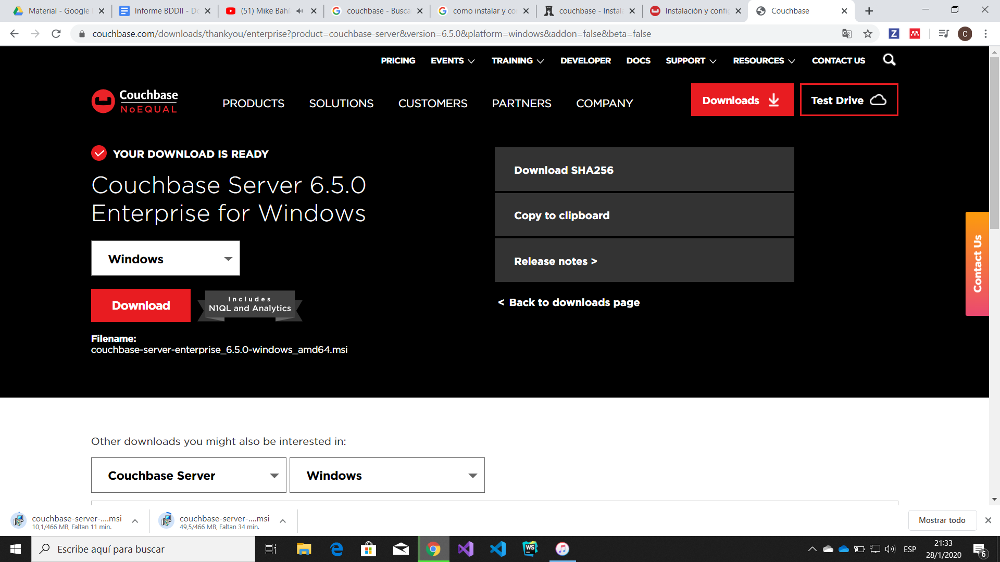 Material - Google
Informe BDDII - Do
(51) Mike Bahí
couchbase - Busca
como instalar y co
couchbase - Instala
Instalación y config
Couchbase
couchbase.com/downloads/thankyou/enterprise?product=couchbase-server&version=6.5.0&platform=windows&addon=false&beta=false
Z
C
PRICING EVENTS TRAINING DEVELOPER DOCS SUPPORT RESOURCES CONTACT US
Couchbase
NoEQUAL
PRODUCTS SOLUTIONS CUSTOMERS PARTNERS COMPANY
Downloads
Test Drive
YOUR DOWNLOAD IS READY
Couchbase Server 6.5.0
Enterprise for Windows
Windows
Download
Includes
N1QL and Analytics
Filename:
couchbase-server-enterprise_6.5.0-windows_amd64.msi
Download SHA256
Copy to clipboard
Release notes >
< Back to downloads page
Contact Us
Other downloads you might also be interested in:
Couchbase Server
Windows
couchbase-server-....msi
10,1/466 MB, Faltan 11 min.
couchbase-server-....msi
49,5/466 MB, Faltan 34 min.
Mostrar todo
Escribe aquí para buscar
WS
ESP
21:33
28/1/2020
6